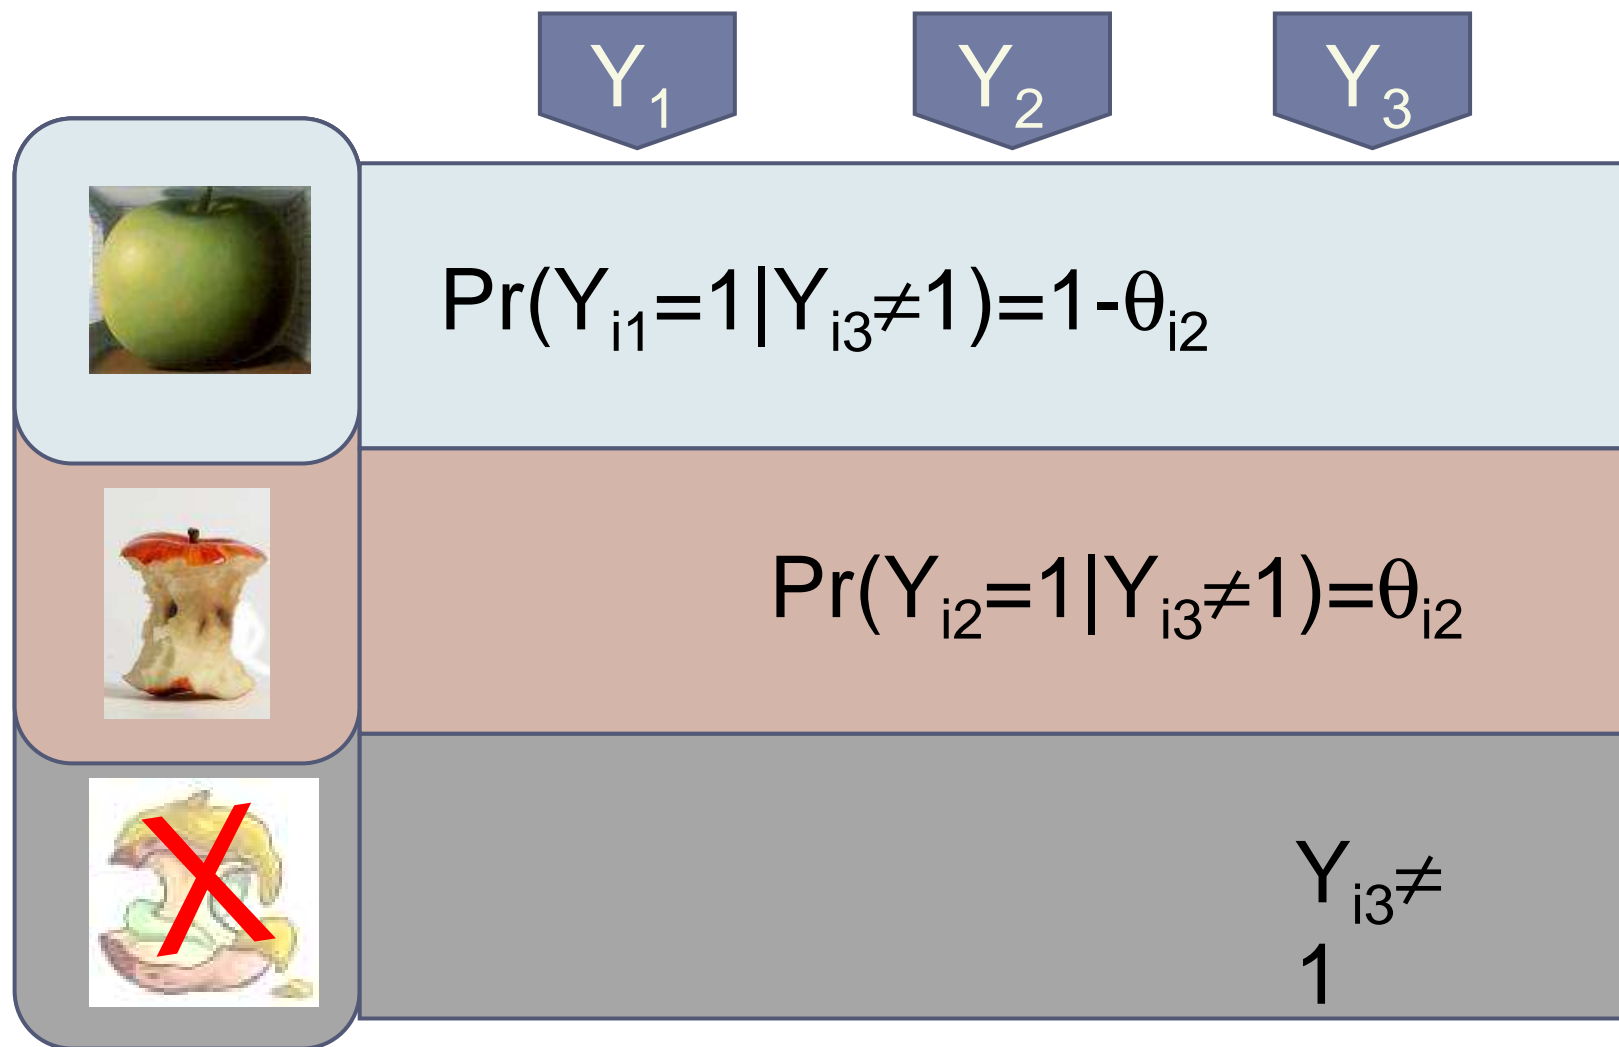 Y₁ Y₂ Y₃
Pr(Yᵢ₁=1|Yᵢ₃≠1)=1-θᵢ₂
Pr(Yᵢ₂=1|Yᵢ₃≠1)=θᵢ₂
X
Yᵢ₃≠
1